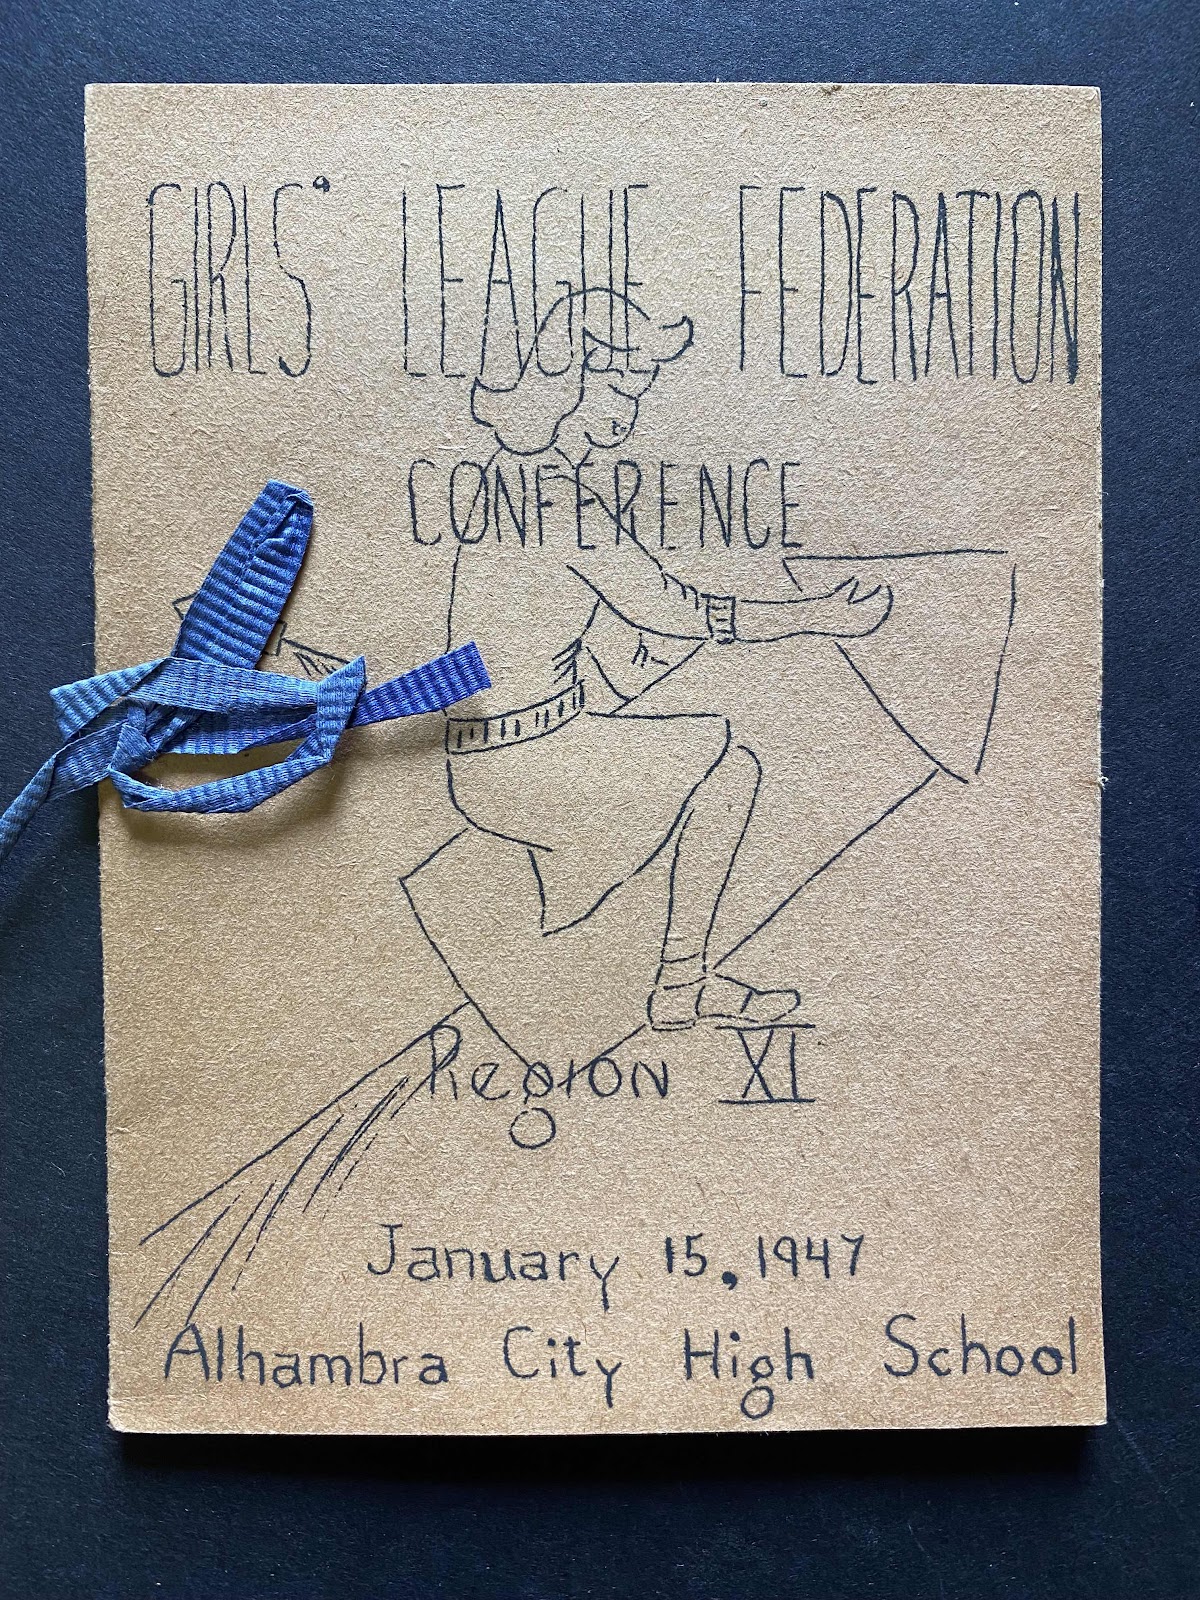 GIRLS' LEAGUE FEDERATION
CONFERENCE
Region XI
January 15, 1947
Alhambra City High School